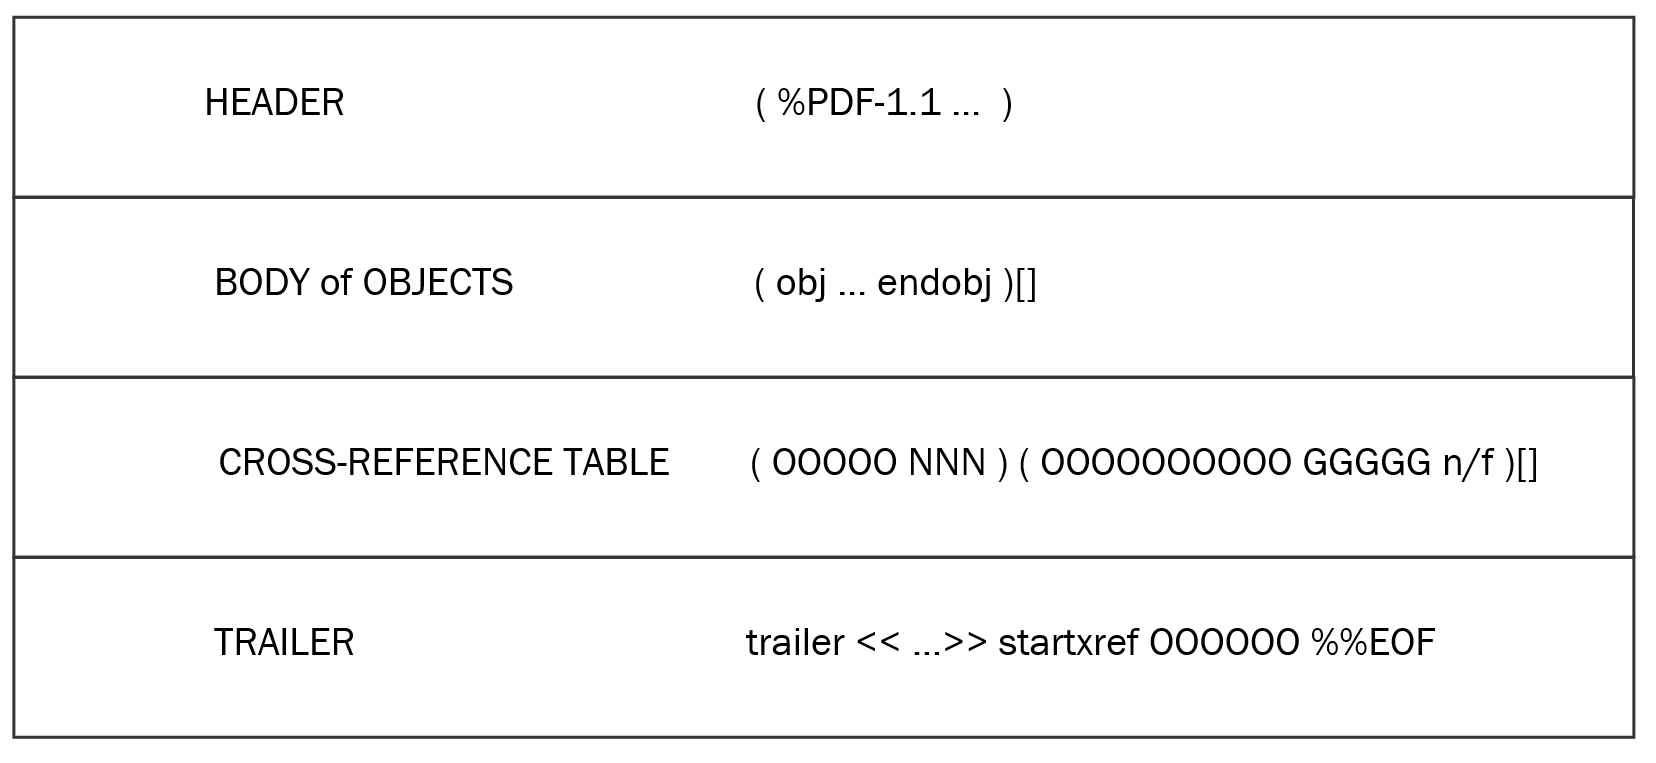 HEADER ( %PDF-1.1 ... )
BODY of OBJECTS ( obj ... endobj )[]
CROSS-REFERENCE TABLE ( OOOOO NNN ) ( OOOOOOOOOO GGGGG n/f )[]
TRAILER trailer << ...>> startxref OOOOOO %%EOF